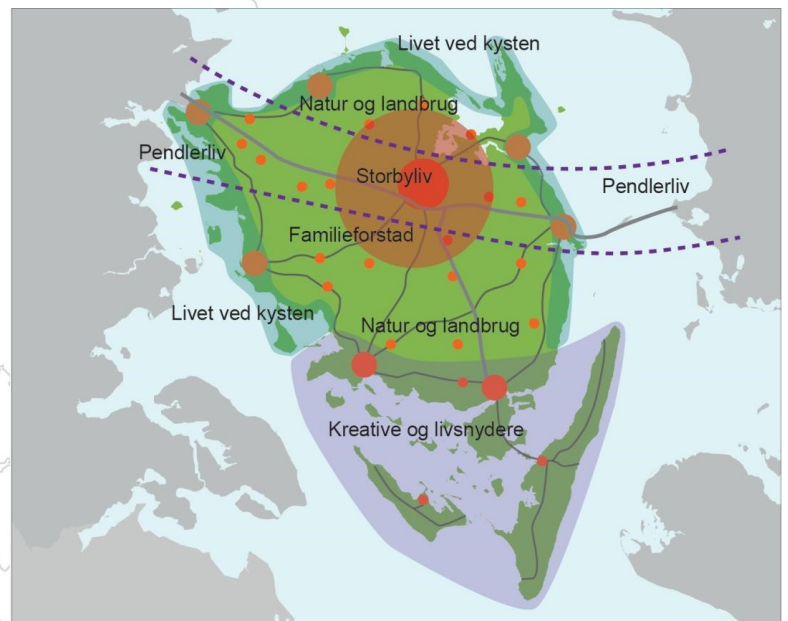 Livet ved kysten
Natur og landbrug
Pendlerliv
Storbyliv
Pendlerliv
Familieforstad
Livet ved kysten
Natur og landbrug
Kreative og livsnydere